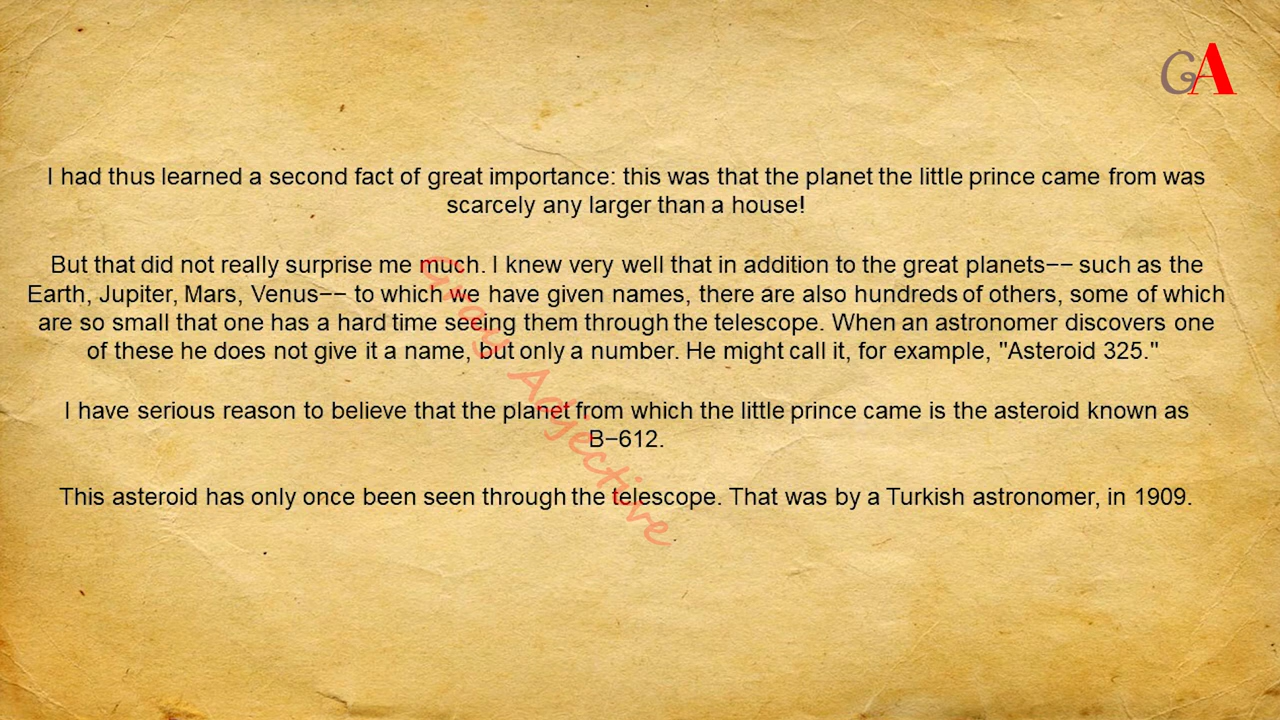 GA
I had thus learned a second fact of great importance: this was that the planet the little prince came from was
scarcely any larger than a house!
But that did not really surprise me much. I knew very well that in addition to the great planets−− such as the
Earth, Jupiter, Mars, Venus−− to which we have given names, there are also hundreds of others, some of which
are so small that one has a hard time seeing them through the telescope. When an astronomer discovers one
of these he does not give it a name, but only a number. He might call it, for example, "Asteroid 325."
I have serious reason to believe that the planet from which the little prince came is the asteroid known as
B−612.
This asteroid has only once been seen through the telescope. That was by a Turkish astronomer, in 1909.
Gray Adjective